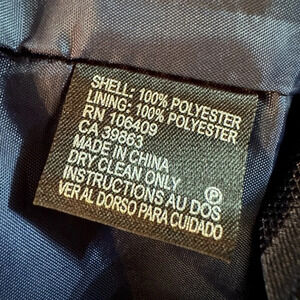 SHELL: 100% POLYESTER
LINING: 100% POLYESTER
RN 106409
CA 39863
MADE IN CHINA
DRY CLEAN ONLY
INSTRUCTIONS AU DOS
VER AL DORSO PARA CUIDADO
P